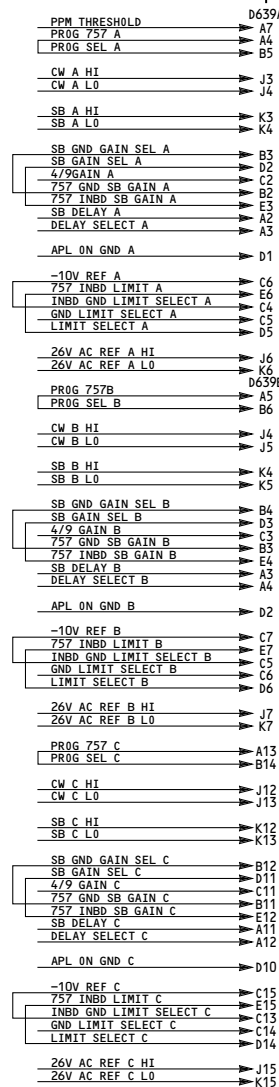 D639A
PPM THRESHOLD A7
PROG 757 A A4
PROG SEL A B5
CW A HI J3
CW A LO J4
SB A HI K3
SB A LO K4
SB GND GAIN SEL A B3
SB GAIN SEL A D2
4/9GAIN A C2
757 GND SB GAIN A B2
757 INBD SB GAIN A E3
SB DELAY A A2
DELAY SELECT A A3
APL ON GND A D1
-10V REF A C6
757 INBD LIMIT A E6
INBD GND LIMIT SELECT A C4
GND LIMIT SELECT A C5
LIMIT SELECT A D5
26V AC REF A HI J6
26V AC REF A LO K6
D639B
PROG 757B A5
PROG SEL B B6
CW B HI J4
CW B LO J5
SB B HI K4
SB B LO K5
SB GND GAIN SEL B B4
SB GAIN SEL B D3
4/9 GAIN B C3
757 GND SB GAIN B B3
757 INBD SB GAIN B E4
SB DELAY B A3
DELAY SELECT B A4
APL ON GND B D2
-10V REF B C7
757 INBD LIMIT B E7
INBD GND LIMIT SELECT B C5
GND LIMIT SELECT B C6
LIMIT SELECT B D6
26V AC REF B HI J7
26V AC REF B LO K7
PROG 757 C A13
PROG SEL C B14
CW C HI J12
CW C LO J13
SB C HI K12
SB C LO K13
SB GND GAIN SEL C B12
SB GAIN SEL C D11
4/9 GAIN C C11
757 GND SB GAIN C B11
757 INBD SB GAIN C E12
SB DELAY C A11
DELAY SELECT C A12
APL ON GND C D10
-10V REF C C15
757 INBD LIMIT C E15
INBD GND LIMIT SELECT C C13
GND LIMIT SELECT C C14
LIMIT SELECT C D14
26V AC REF C HI J15
26V AC REF C LO K15